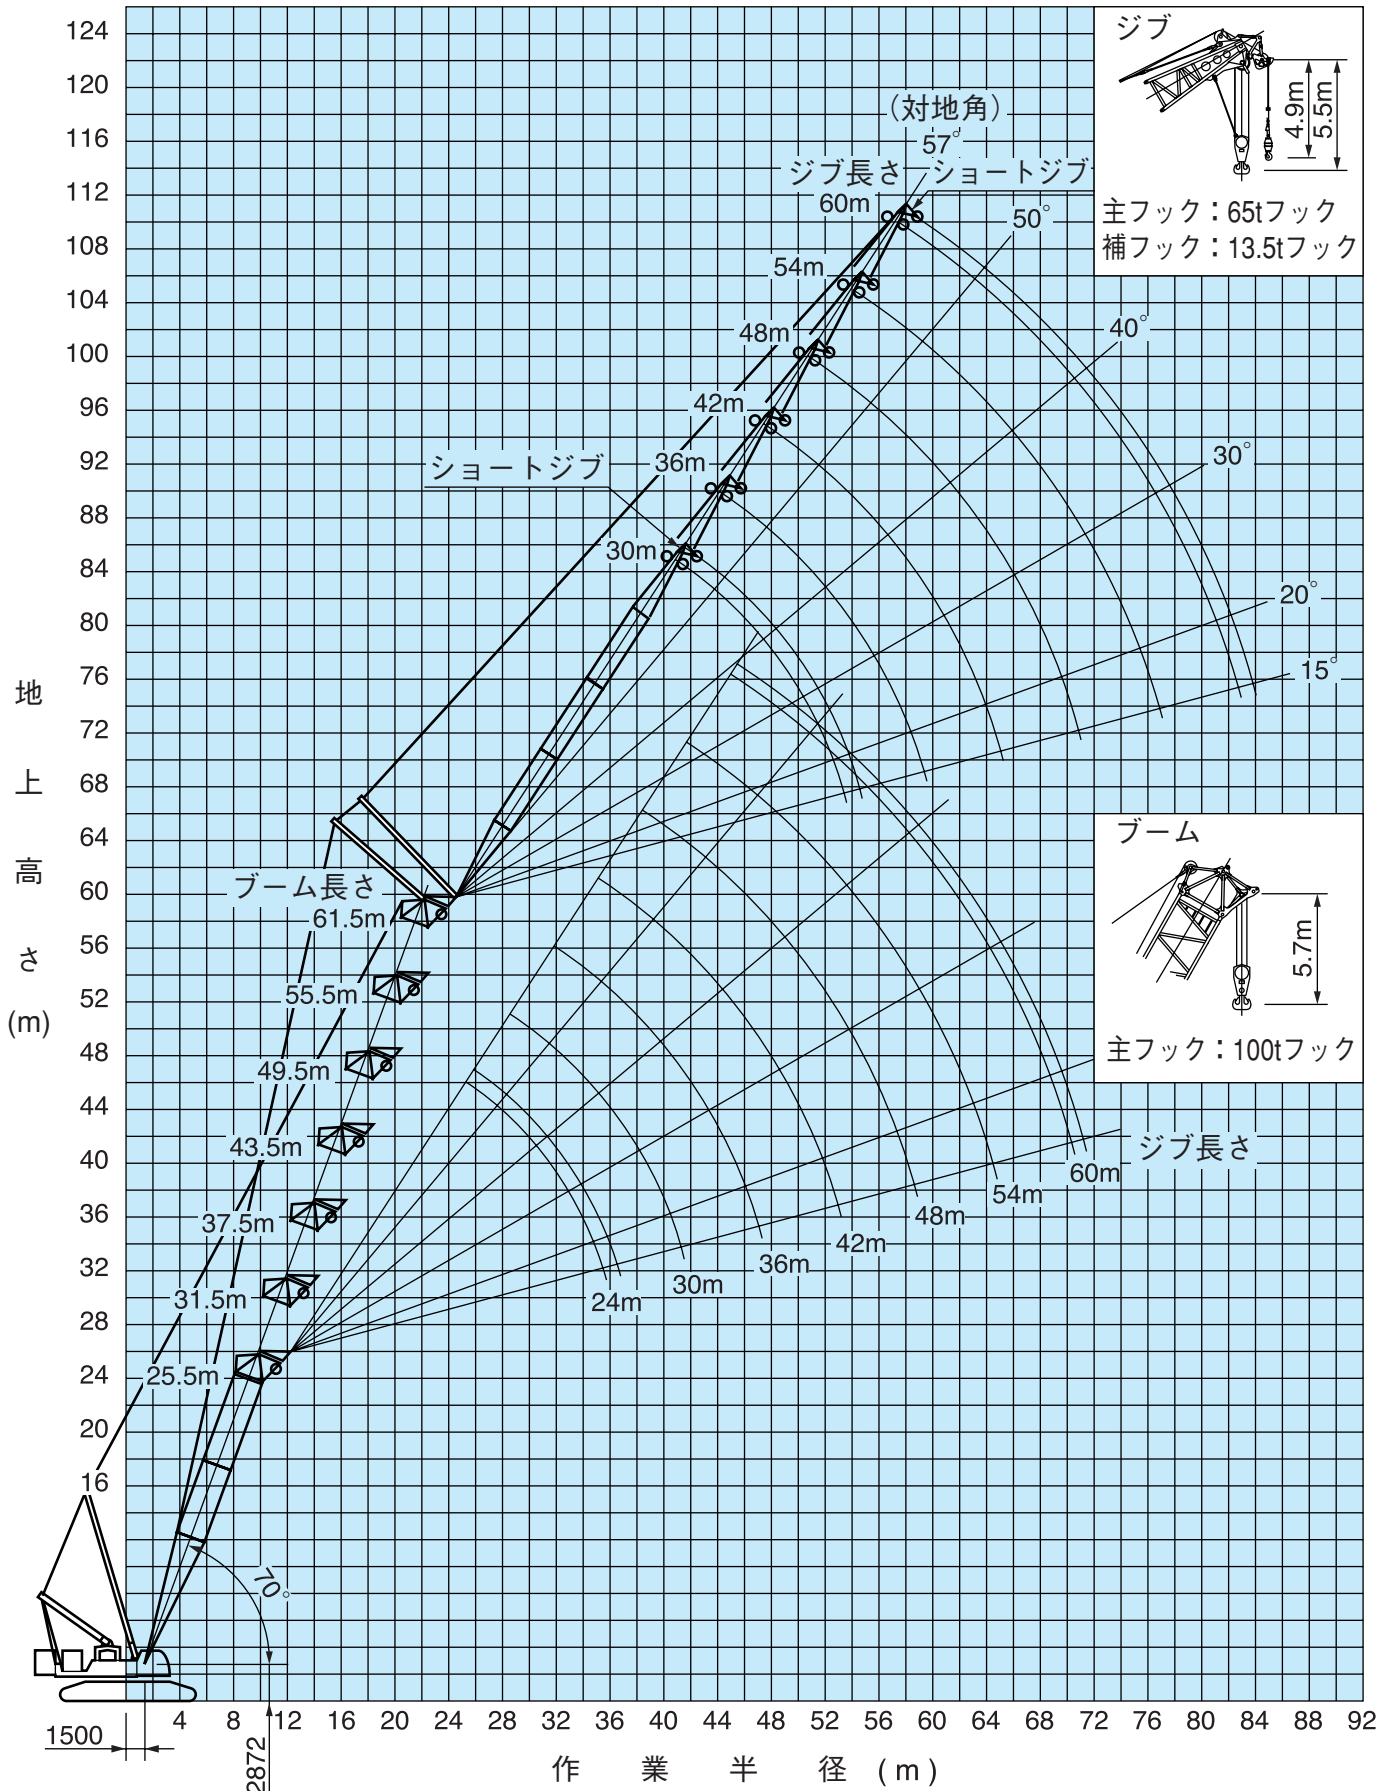 124
120
116
112
108
104
100
96
92
88
84
80
76
72
68
64
60
56
52
48
44
40
36
32
28
24
20
16
地上高さ(m)
ジブ
4.9m
5.5m
主フック：65tフック
補フック：13.5tフック
(対地角)
57°
ジブ長さ
ショートジブ
60m
50°
54m
48m
40°
42m
ショートジブ
36m
30°
30m
20°
15°
ブーム
5.7m
主フック：100tフック
ブーム長さ
61.5m
55.5m
49.5m
43.5m
37.5m
31.5m
25.5m
ジブ長さ
60m
54m
48m
42m
36m
30m
24m
70°
4 8 12 16 20 24 28 32 36 40 44 48 52 56 60 64 68 72 76 80 84 88 92
1500
2872
作業半径(m)